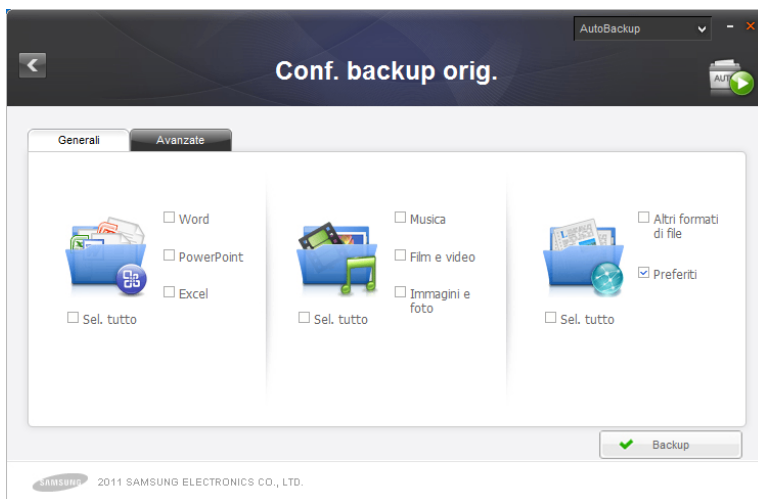 AutoBackup
Conf. backup orig.
AUTO
Generali
Avanzate
Word
PowerPoint
Excel
Sel. tutto
Musica
Film e video
Immagini e
foto
Sel. tutto
Altri formati
di file
Preferiti
Sel. tutto
Backup
SAMSUNG 2011 SAMSUNG ELECTRONICS CO., LTD.